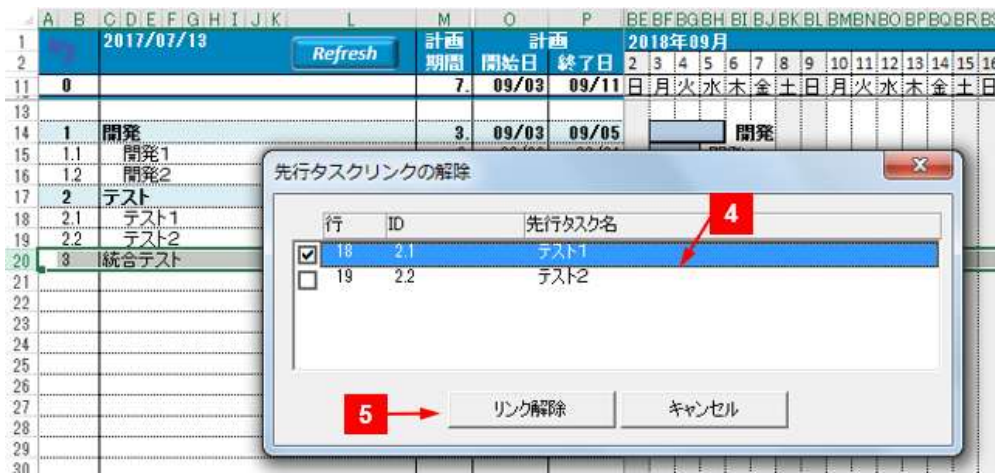 A B C D E F G H I J K L M O P BE BF BG BH BI BJ BK BL BM BN BO BP BQ BR
1 2017/07/13 Refresh 計画 計画 2018年09月
2 期間 開始日 終了日 2 3 4 5 6 7 8 9 10 11 12 13 14 15 16
11 0 7. 09/03 09/11 日 月 火 水 木 金 土 日 月 火 水 木 金 土 日
13
14 1 開発 3. 09/03 09/05 開発
15 1.1 開発1
16 1.2 開発2
17 2 テスト
18 2.1 テスト1
19 2.2 テスト2
20 3 統合テスト
21
22
23
24
25
26
27
28
29
30
先行タスクリンクの解除
行 ID 先行タスク名
4
18 2.1 テスト1
19 2.2 テスト2
5
リンク解除 キャンセル